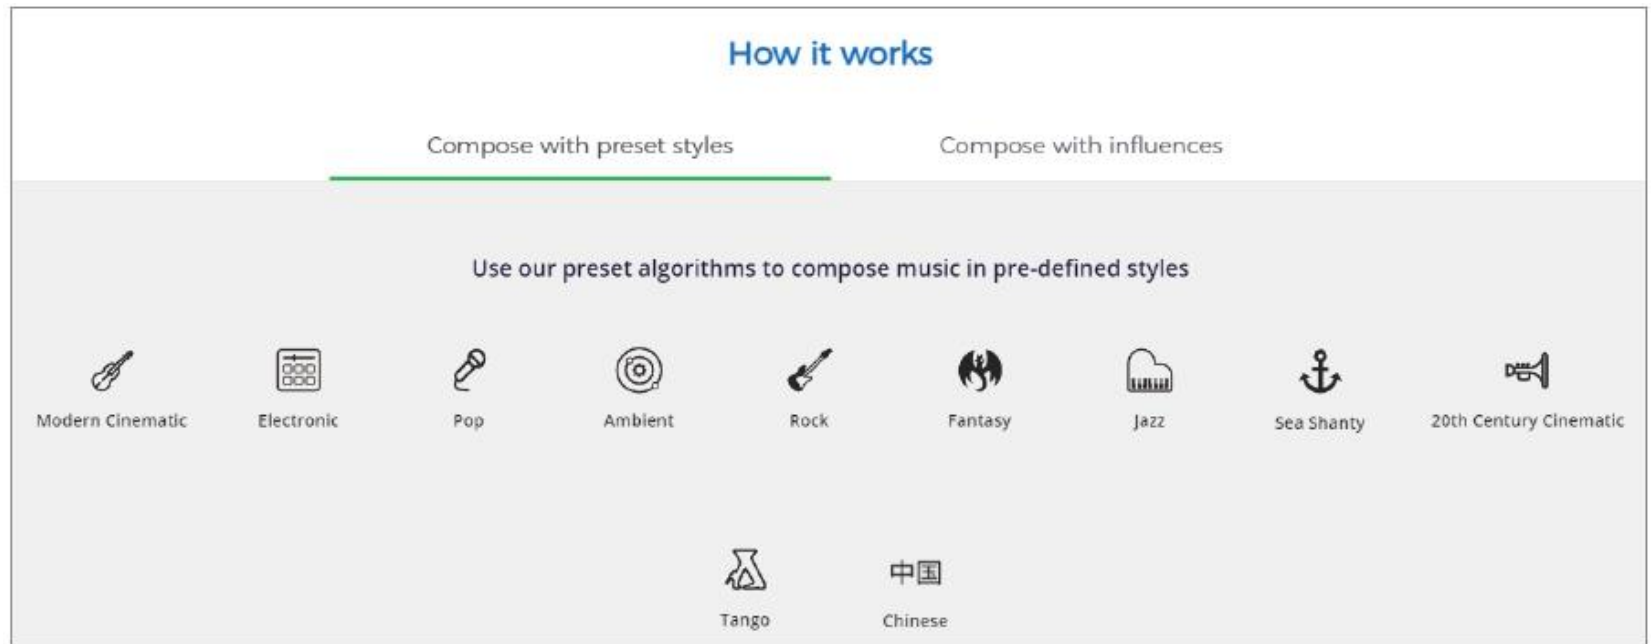 How it works
Compose with preset styles Compose with influences
Use our preset algorithms to compose music in pre-defined styles
Modern Cinematic Electronic Pop Ambient Rock Fantasy Jazz Sea Shanty 20th Century Cinematic
中国
Tango Chinese